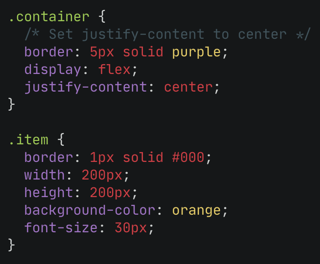 .container {
  /* Set justify-content to center */
  border: 5px solid purple;
  display: flex;
  justify-content: center;
}

.item {
  border: 1px solid #000;
  width: 200px;
  height: 200px;
  background-color: orange;
  font-size: 30px;
}